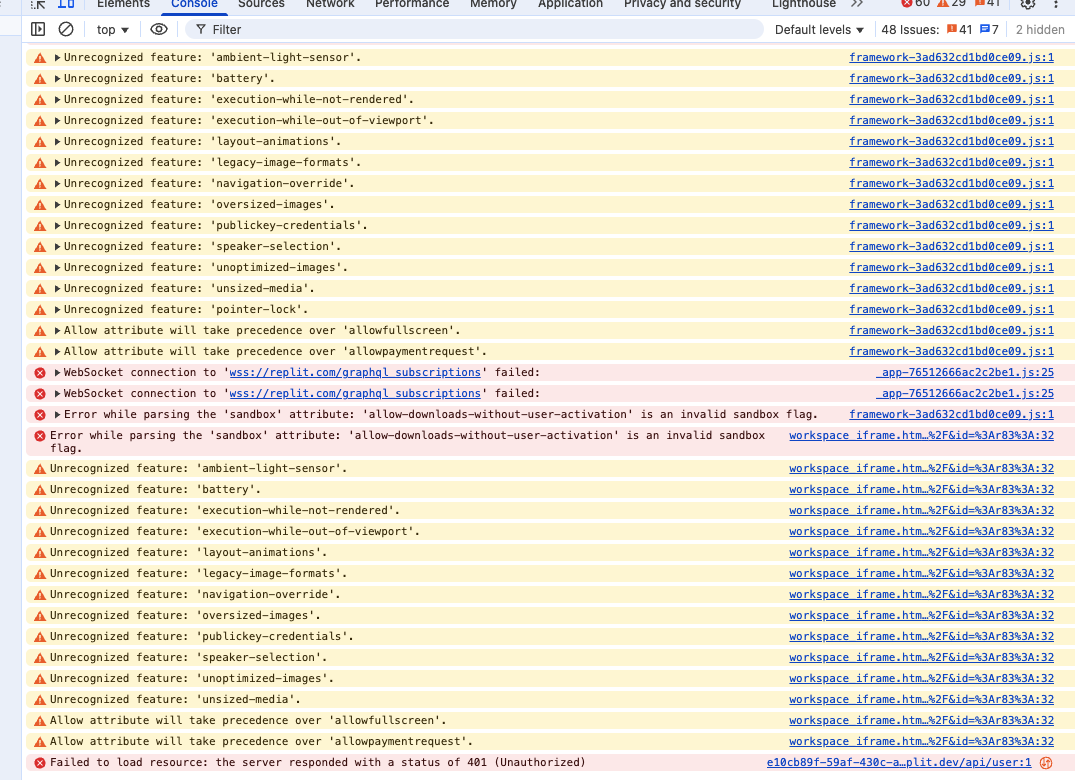 Elements Console Sources Network Performance Memory Application Privacy and security Lighthouse 60 29 41
top Filter Default levels 48 Issues: 41 7 2 hidden
Unrecognized feature: 'ambient-light-sensor'. framework-3ad632cd1bd0ce09.js:1
Unrecognized feature: 'battery'. framework-3ad632cd1bd0ce09.js:1
Unrecognized feature: 'execution-while-not-rendered'. framework-3ad632cd1bd0ce09.js:1
Unrecognized feature: 'execution-while-out-of-viewport'. framework-3ad632cd1bd0ce09.js:1
Unrecognized feature: 'layout-animations'. framework-3ad632cd1bd0ce09.js:1
Unrecognized feature: 'legacy-image-formats'. framework-3ad632cd1bd0ce09.js:1
Unrecognized feature: 'navigation-override'. framework-3ad632cd1bd0ce09.js:1
Unrecognized feature: 'oversized-images'. framework-3ad632cd1bd0ce09.js:1
Unrecognized feature: 'publickey-credentials'. framework-3ad632cd1bd0ce09.js:1
Unrecognized feature: 'speaker-selection'. framework-3ad632cd1bd0ce09.js:1
Unrecognized feature: 'unoptimized-images'. framework-3ad632cd1bd0ce09.js:1
Unrecognized feature: 'unsized-media'. framework-3ad632cd1bd0ce09.js:1
Unrecognized feature: 'pointer-lock'. framework-3ad632cd1bd0ce09.js:1
Allow attribute will take precedence over 'allowfullscreen'. framework-3ad632cd1bd0ce09.js:1
Allow attribute will take precedence over 'allowpaymentrequest'. framework-3ad632cd1bd0ce09.js:1
WebSocket connection to 'wss://replit.com/graphql_subscriptions' failed: _app-76512666ac2c2be1.js:25
WebSocket connection to 'wss://replit.com/graphql_subscriptions' failed: _app-76512666ac2c2be1.js:25
Error while parsing the 'sandbox' attribute: 'allow-downloads-without-user-activation' is an invalid sandbox flag. framework-3ad632cd1bd0ce09.js:1
Error while parsing the 'sandbox' attribute: 'allow-downloads-without-user-activation' is an invalid sandbox workspace_iframe.htm…%2F&id=%3Ar83%3A:32
flag.
Unrecognized feature: 'ambient-light-sensor'. workspace_iframe.htm…%2F&id=%3Ar83%3A:32
Unrecognized feature: 'battery'. workspace_iframe.htm…%2F&id=%3Ar83%3A:32
Unrecognized feature: 'execution-while-not-rendered'. workspace_iframe.htm…%2F&id=%3Ar83%3A:32
Unrecognized feature: 'execution-while-out-of-viewport'. workspace_iframe.htm…%2F&id=%3Ar83%3A:32
Unrecognized feature: 'layout-animations'. workspace_iframe.htm…%2F&id=%3Ar83%3A:32
Unrecognized feature: 'legacy-image-formats'. workspace_iframe.htm…%2F&id=%3Ar83%3A:32
Unrecognized feature: 'navigation-override'. workspace_iframe.htm…%2F&id=%3Ar83%3A:32
Unrecognized feature: 'oversized-images'. workspace_iframe.htm…%2F&id=%3Ar83%3A:32
Unrecognized feature: 'publickey-credentials'. workspace_iframe.htm…%2F&id=%3Ar83%3A:32
Unrecognized feature: 'speaker-selection'. workspace_iframe.htm…%2F&id=%3Ar83%3A:32
Unrecognized feature: 'unoptimized-images'. workspace_iframe.htm…%2F&id=%3Ar83%3A:32
Unrecognized feature: 'unsized-media'. workspace_iframe.htm…%2F&id=%3Ar83%3A:32
Allow attribute will take precedence over 'allowfullscreen'. workspace_iframe.htm…%2F&id=%3Ar83%3A:32
Allow attribute will take precedence over 'allowpaymentrequest'. workspace_iframe.htm…%2F&id=%3Ar83%3A:32
Failed to load resource: the server responded with a status of 401 (Unauthorized) e10cb89f-59af-430c-a…plit.dev/api/user:1